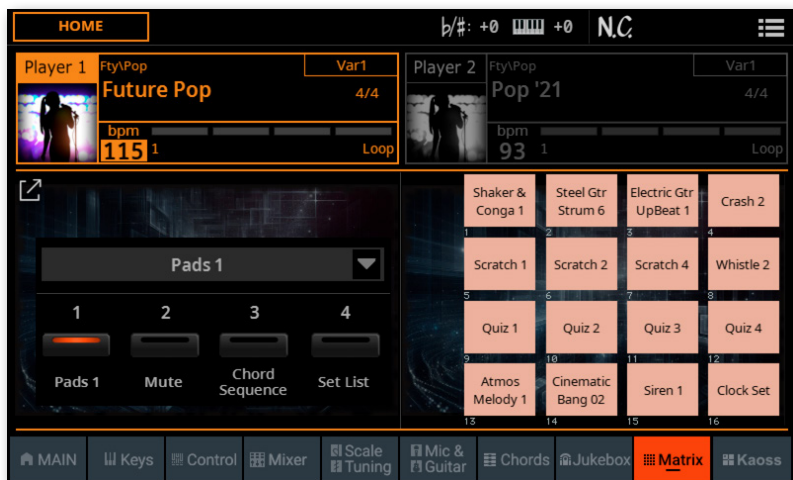 HOME
b/#: +0 +0 N.C.
Player 1 Fty\Pop Var1
Future Pop 4/4
bpm
115 1 Loop
Player 2 Fty\Pop Var1
Pop '21 4/4
bpm
93 1 Loop
Pads 1
1 2 3 4
Pads 1 Mute Chord Sequence Set List
Shaker & Conga 1 Steel Gtr Strum 6 Electric Gtr UpBeat 1 Crash 2
1 2 3 4
Scratch 1 Scratch 2 Scratch 4 Whistle 2
5 6 7 8
Quiz 1 Quiz 2 Quiz 3 Quiz 4
9 10 11 12
Atmos Melody 1 Cinematic Bang 02 Siren 1 Clock Set
13 14 15 16
MAIN Keys Control Mixer Scale Tuning Mic & Guitar Chords Jukebox Matrix Kaoss